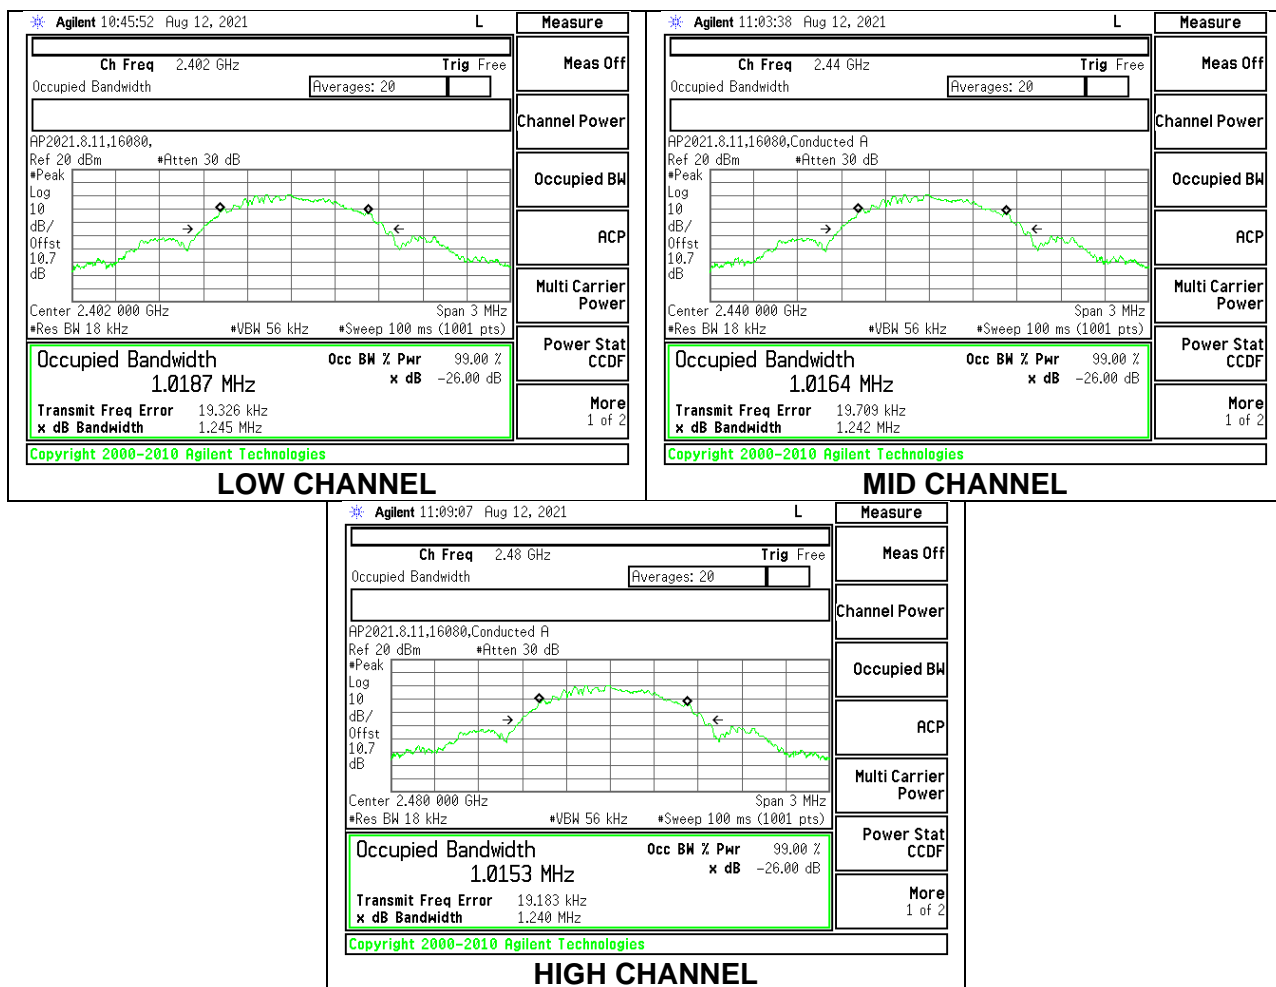 Agilent 10:45:52 Aug 12, 2021 L Measure
Ch Freq 2.402 GHz Trig Free Meas Off
Occupied Bandwidth Averages: 20
Channel Power
AP2021.8.11,16080,
Ref 20 dBm #Atten 30 dB
#Peak Occupied BW
Log
10
dB/
Offst ACP
10.7
dB
Multi Carrier
Power
Center 2.402 000 GHz Span 3 MHz
#Res BW 18 kHz #VBW 56 kHz #Sweep 100 ms (1001 pts)
Power Stat
CCDF
Occupied Bandwidth Occ BW % Pwr 99.00 %
1.0187 MHz x dB -26.00 dB
Transmit Freq Error 19.326 kHz More
x dB Bandwidth 1.245 MHz 1 of 2
Copyright 2000-2010 Agilent Technologies
LOW CHANNEL
Agilent 11:03:38 Aug 12, 2021 L Measure
Ch Freq 2.44 GHz Trig Free Meas Off
Occupied Bandwidth Averages: 20
Channel Power
AP2021.8.11,16080,Conducted A
Ref 20 dBm #Atten 30 dB
#Peak Occupied BW
Log
10
dB/
Offst ACP
10.7
dB
Multi Carrier
Power
Center 2.440 000 GHz Span 3 MHz
#Res BW 18 kHz #VBW 56 kHz #Sweep 100 ms (1001 pts)
Power Stat
CCDF
Occupied Bandwidth Occ BW % Pwr 99.00 %
1.0164 MHz x dB -26.00 dB
Transmit Freq Error 19.709 kHz More
x dB Bandwidth 1.242 MHz 1 of 2
Copyright 2000-2010 Agilent Technologies
MID CHANNEL
Agilent 11:09:07 Aug 12, 2021 L Measure
Ch Freq 2.48 GHz Trig Free Meas Off
Occupied Bandwidth Averages: 20
Channel Power
AP2021.8.11,16080,Conducted A
Ref 20 dBm #Atten 30 dB
#Peak Occupied BW
Log
10
dB/
Offst ACP
10.7
dB
Multi Carrier
Power
Center 2.480 000 GHz Span 3 MHz
#Res BW 18 kHz #VBW 56 kHz #Sweep 100 ms (1001 pts)
Power Stat
CCDF
Occupied Bandwidth Occ BW % Pwr 99.00 %
1.0153 MHz x dB -26.00 dB
Transmit Freq Error 19.183 kHz More
x dB Bandwidth 1.240 MHz 1 of 2
Copyright 2000-2010 Agilent Technologies
HIGH CHANNEL